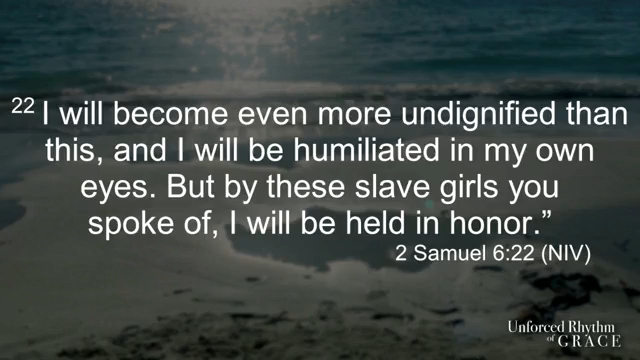 22 I will become even more undignified than
this, and I will be humiliated in my own
eyes. But by these slave girls you
spoke of, I will be held in honor.”
2 Samuel 6:22 (NIV)
Unforced Rhythm
of GRACE